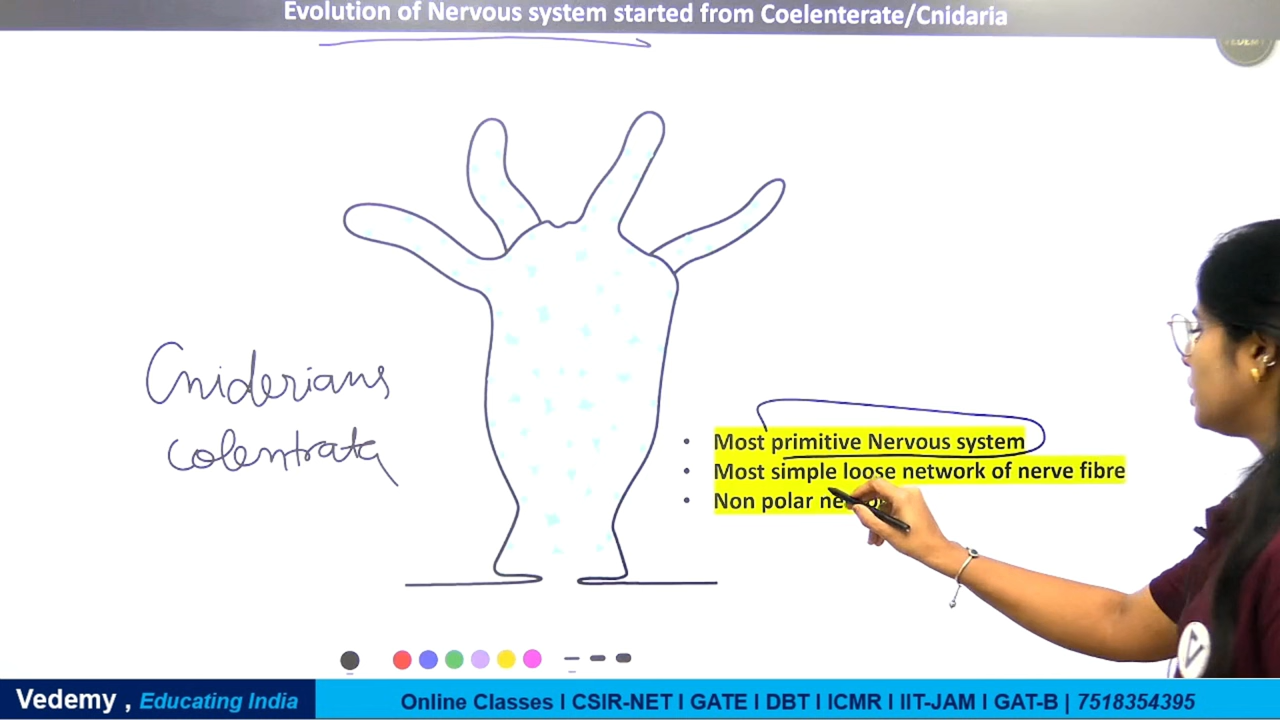 Evolution of Nervous system started from Coelenterate/Cnidaria
Cniderians
colentrata
• Most primitive Nervous system
• Most simple loose network of nerve fibre
• Non polar
Vedemy , Educating India
Online Classes I CSIR-NET I GATE I DBT I ICMR I IIT-JAM I GAT-B | 7518354395